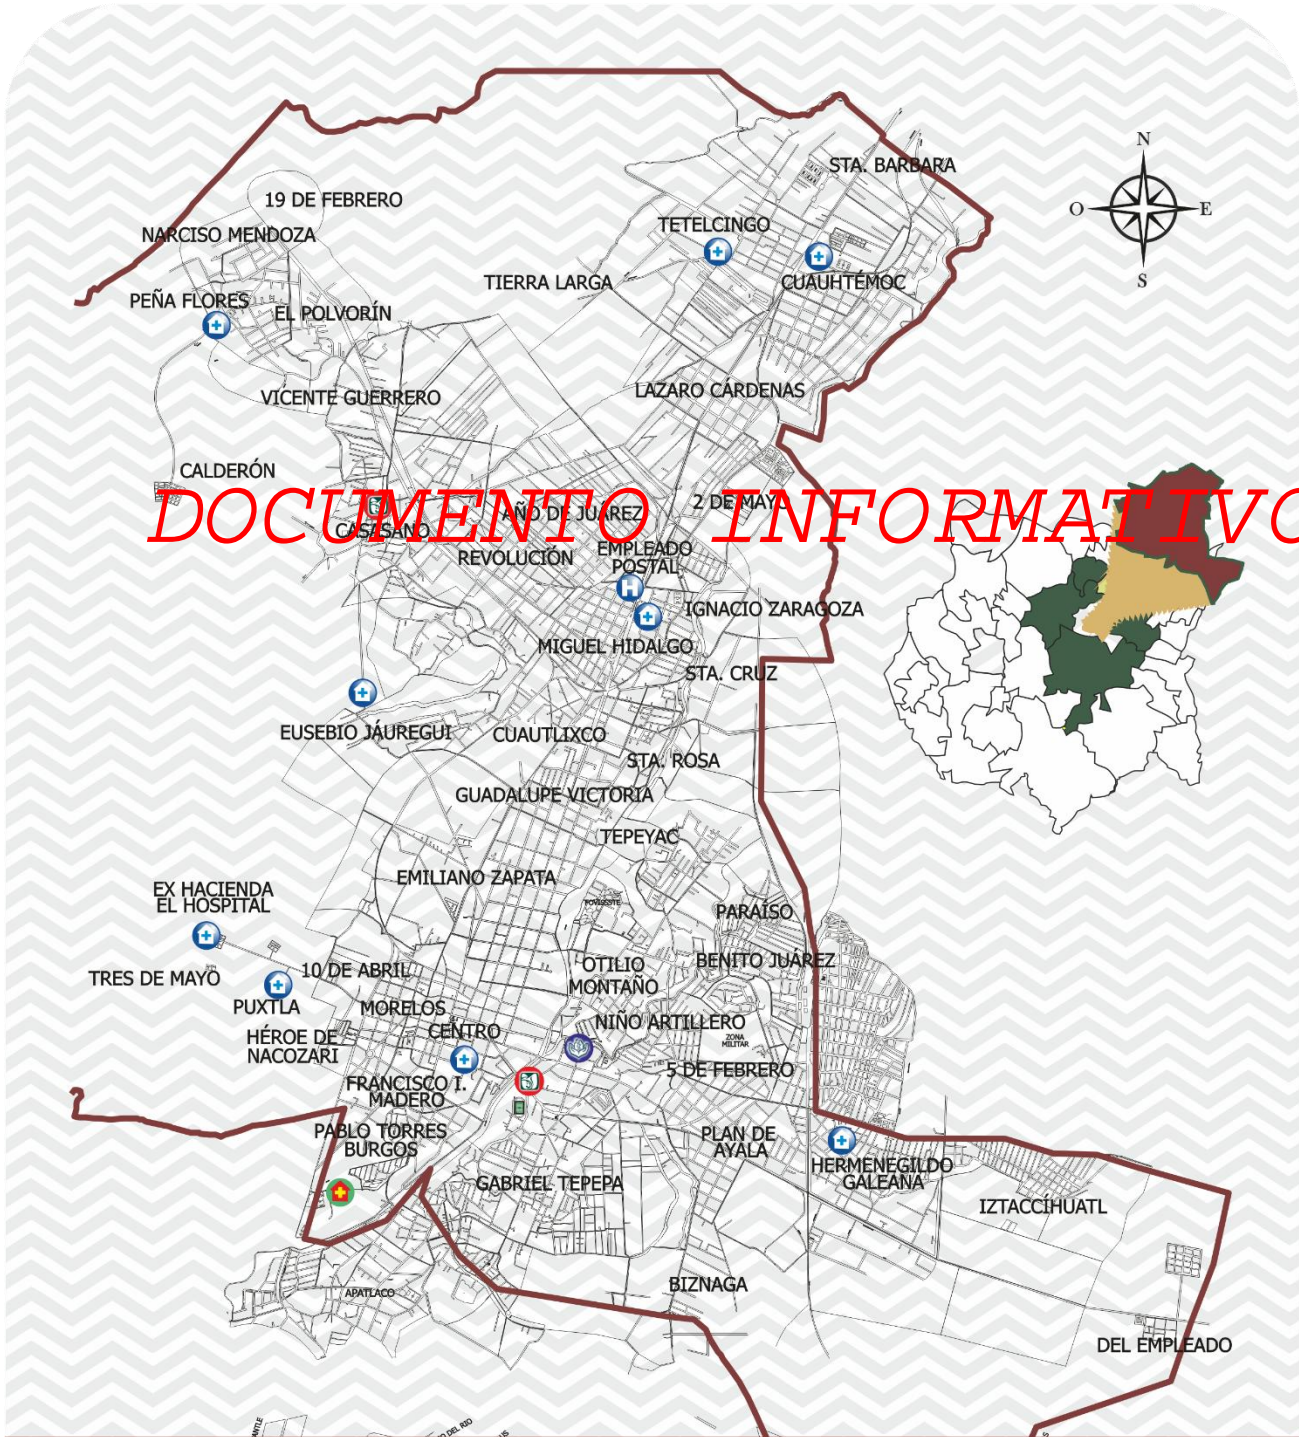 N
STA. BARBARA
19 DE FEBRERO
O
E
TETELCINGO
NARCISO MENDOZA
TIERRA LARGA
CUAUHTÉMOC
S
PEÑA FLORES
EL POLVORÍN
LAZARO CÁRDENAS
VICENTE GUERRERO
CALDERÓN
2 DE MAYO
DOCUMENTO INFORMATIVO
AÑO DE JUÁREZ
CASASANO
REVOLUCIÓN
EMPLEADO
POSTAL
H
IGNACIO ZARAGOZA
MIGUEL HIDALGO
STA. CRUZ
EUSEBIO JÁUREGUI
CUAUTLIXCO
STA. ROSA
GUADALUPE VICTORIA
TEPEYAC
EMILIANO ZAPATA
EX HACIENDA
EL HOSPITAL
FOVISSSTE
PARAÍSO
BENITO JUÁREZ
OTILIO
MONTAÑO
10 DE ABRIL
TRES DE MAYO
PUXTLA
MORELOS
NIÑO ARTILLERO
CENTRO
HÉROE DE
NACOZARI
ZONA
MILITAR
5 DE FEBRERO
FRANCISCO I.
MADERO
PABLO TORRES
BURGOS
PLAN DE
AYALA
HERMENEGILDO
GALEANA
GABRIEL TEPEPA
IZTACCÍHUATL
BIZNAGA
APATLACO
DEL EMPLEADO
DEL RIO